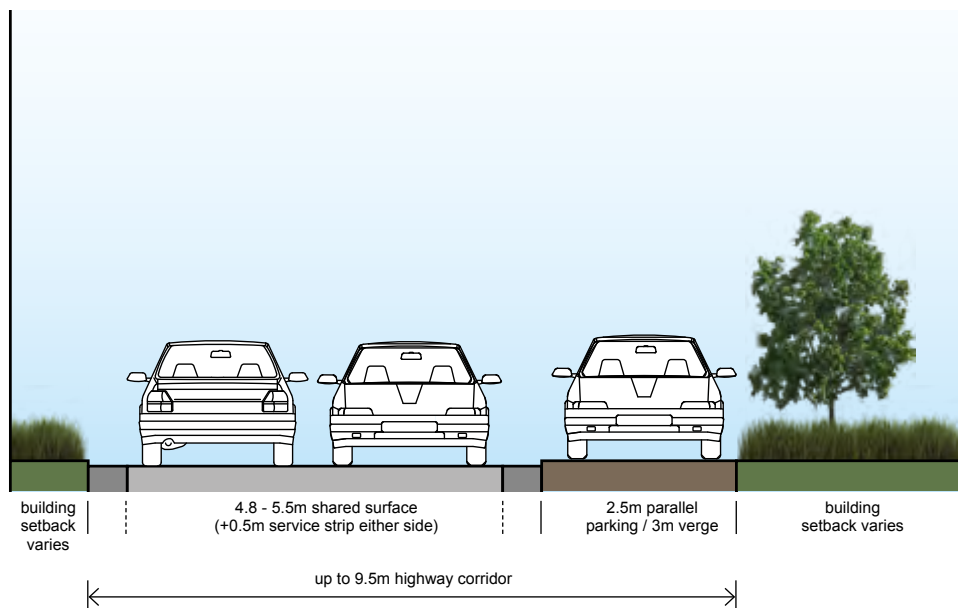 building
setback
varies
4.8 - 5.5m shared surface
(+0.5m service strip either side)
2.5m parallel
parking / 3m verge
building
setback varies
up to 9.5m highway corridor